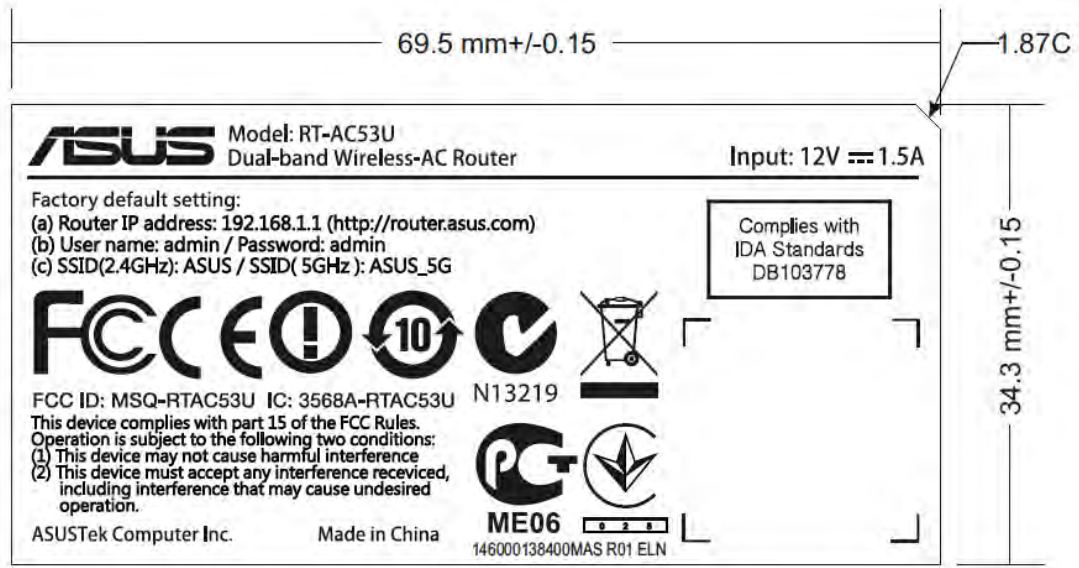 69.5 mm+/-0.15
1.87C
ASUS
Model: RT-AC53U
Dual-band Wireless-AC Router
Input: 12V ⎓ 1.5A
Factory default setting:
(a) Router IP address: 192.168.1.1 (http://router.asus.com)
(b) User name: admin / Password: admin
(c) SSID(2.4GHz): ASUS / SSID( 5GHz ): ASUS_5G
Complies with
IDA Standards
DB103778
34.3 mm+/-0.15
FC CE ! 10
N13219
FCC ID: MSQ-RTAC53U IC: 3568A-RTAC53U
This device complies with part 15 of the FCC Rules.
Operation is subject to the following two conditions:
(1) This device may not cause harmful interference
(2) This device must accept any interference receviced,
including interference that may cause undesired
operation.
PCT
ME06
028
ASUSTek Computer Inc.
Made in China
146000138400MAS R01 ELN